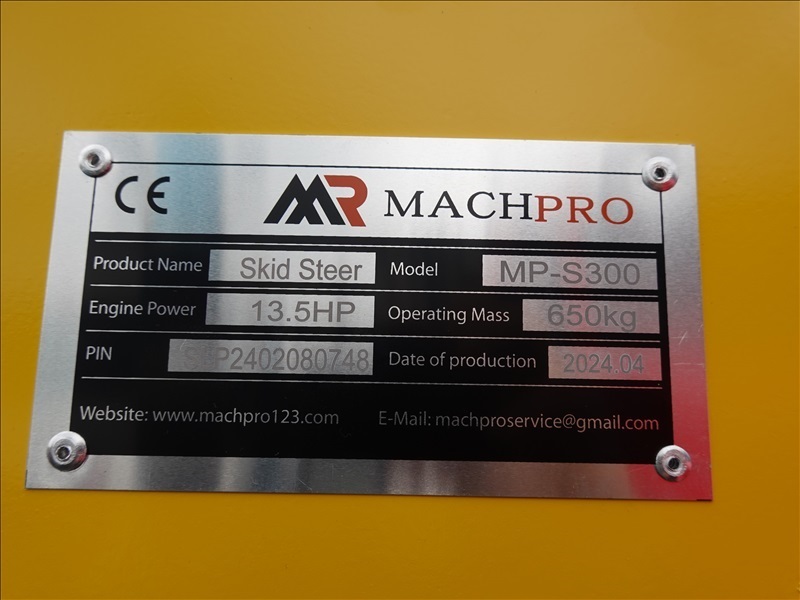 CE MR MACHPRO
Product Name Skid Steer Model MP-S300
Engine Power 13.5HP Operating Mass 650kg
PIN Date of production 2024.04
Website: www.machpro123.com E-Mail: machproservice@gmail.com